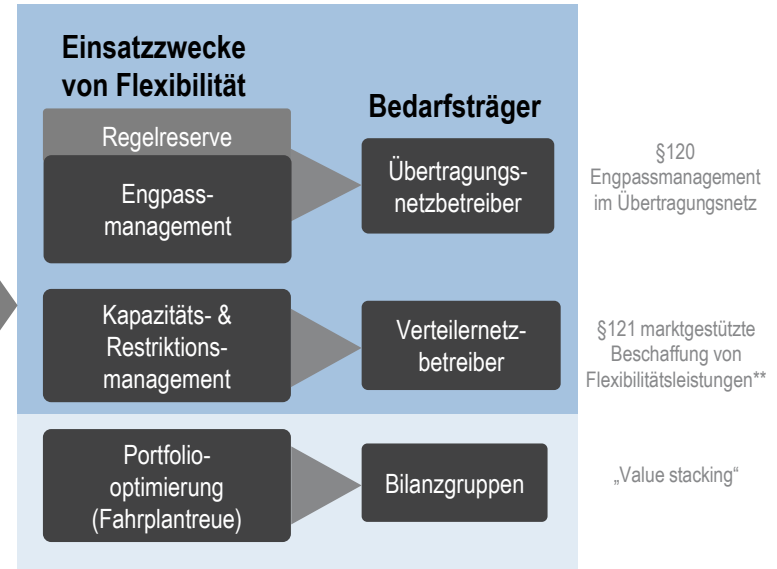 Einsatzzwecke
von Flexibilität
Bedarfsträger
Regelreserve
Engpass-
management
Übertragungs-
netzbetreiber
§120
Engpassmanagement
im Übertragungsnetz
Kapazitäts- &
Restriktions-
management
Verteilernetz-
betreiber
§121 marktgestützte
Beschaffung von
Flexibilitätsleistungen**
Portfolio-
optimierung
(Fahrplantreue)
Bilanzgruppen
„Value stacking“